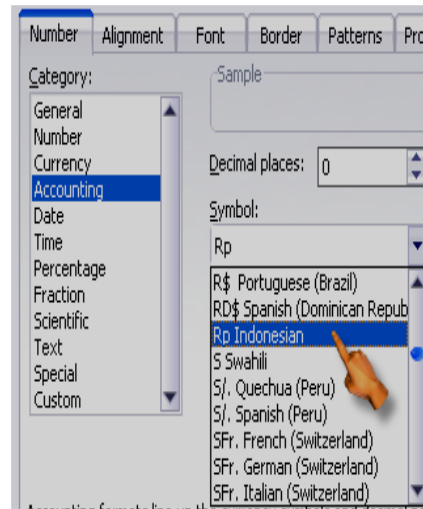 Number Alignment Font Border Patterns
Category:
General
Number
Currency
Accounting
Date
Time
Percentage
Fraction
Scientific
Text
Special
Custom
Sample
Decimal places: 0
Symbol:
Rp
R$ Portuguese (Brazil)
RD$ Spanish (Dominican
Rp Indonesian
S Swahili
S/. Quechua (Peru)
S/. Spanish (Peru)
SFr. French (Switzerland)
SFr. German (Switzerland)
SFr. Italian (Switzerland)